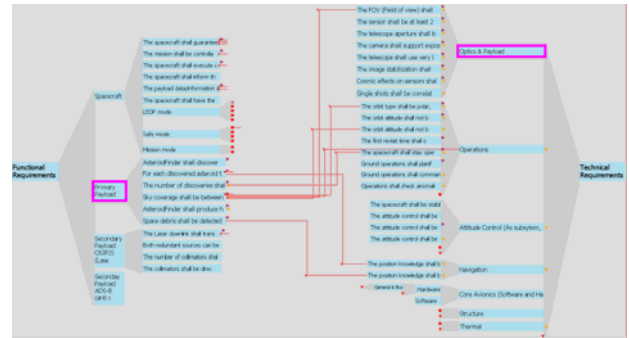 The FOV (Field of view) shall
The sensor shall be at least 2
The telescope aperture shall b
The spacecraft shall guarantee
The camera shall support expos
Optics & Payload
The mission shall be controlla
The telescope shall use very l
The spacecraft shall execute c
The image stabilization shall
The spacecraft shall inform th
Cosmic effects on sensors shall
The payload data/information s
Single shots shall be correlat
Spacecraft
The spacecraft shall have the
The orbit type shall be polar,
LEOP mode
The orbit altitude shall not b
The orbit altitude shall not b
Safe mode
The first revisit time shall o
Mission mode
The spacecraft shall stay oper
Operations
AsteroidFinder shall discover
Ground operations shall planif
Functional
Requirements
For each discovered asteroid t
Ground operations shall comman
Technical
Requirements
Primary
Payload
The number of discoveries shal
Operations shall check anomali
Sky coverage shall be between
The spacecraft shall be stabl
AsteroidFinder shall produce h
The attitude control shall be
Space debris shall be detected
The attitude control shall be
Attitude Control (As subsystem,
The attitude control shall be
Secondary
Payload
OSIRIS
(Lase
The Laser downlink shall trans
Both redundant sources can be
The number of collimators shal
The collimators shall be direc
The position knowledge shall b
The position knowledge shall b
Navigation
Seconday
Payload
ADS-B
(anti c
General & Bus
Hardware
Software
Core Avionics (Software and Ha
Structure
Thermal